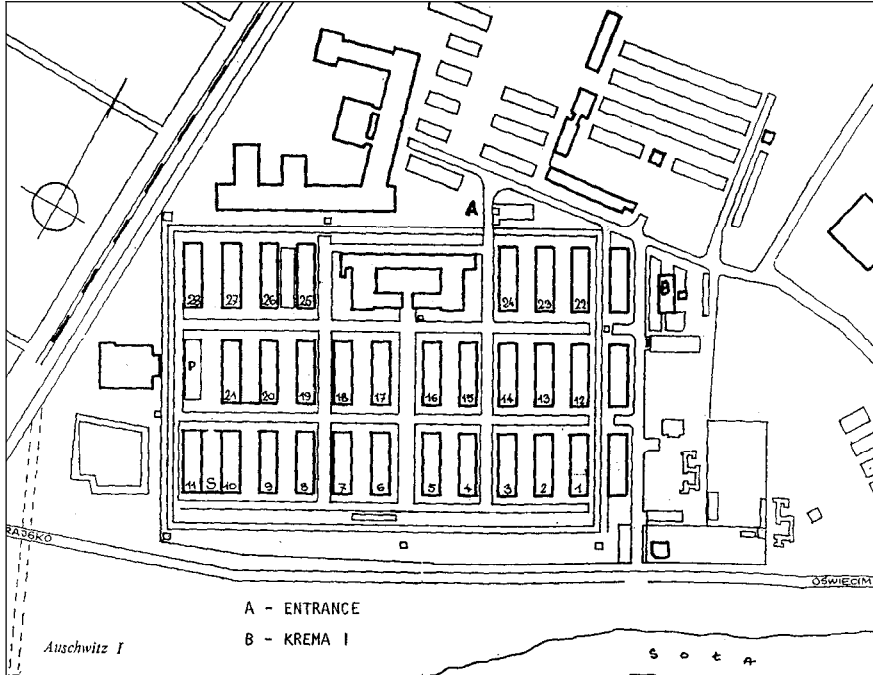 A
B
28 27 26 25 24 23 22
P 21 20 19 18 17 16 15 14 13 12
11 S 10 9 8 7 6 5 4 3 2 1
RAJSKO
OŚWIĘCIM
A - ENTRANCE
B - KREMA I
Auschwitz I
S O Ł A